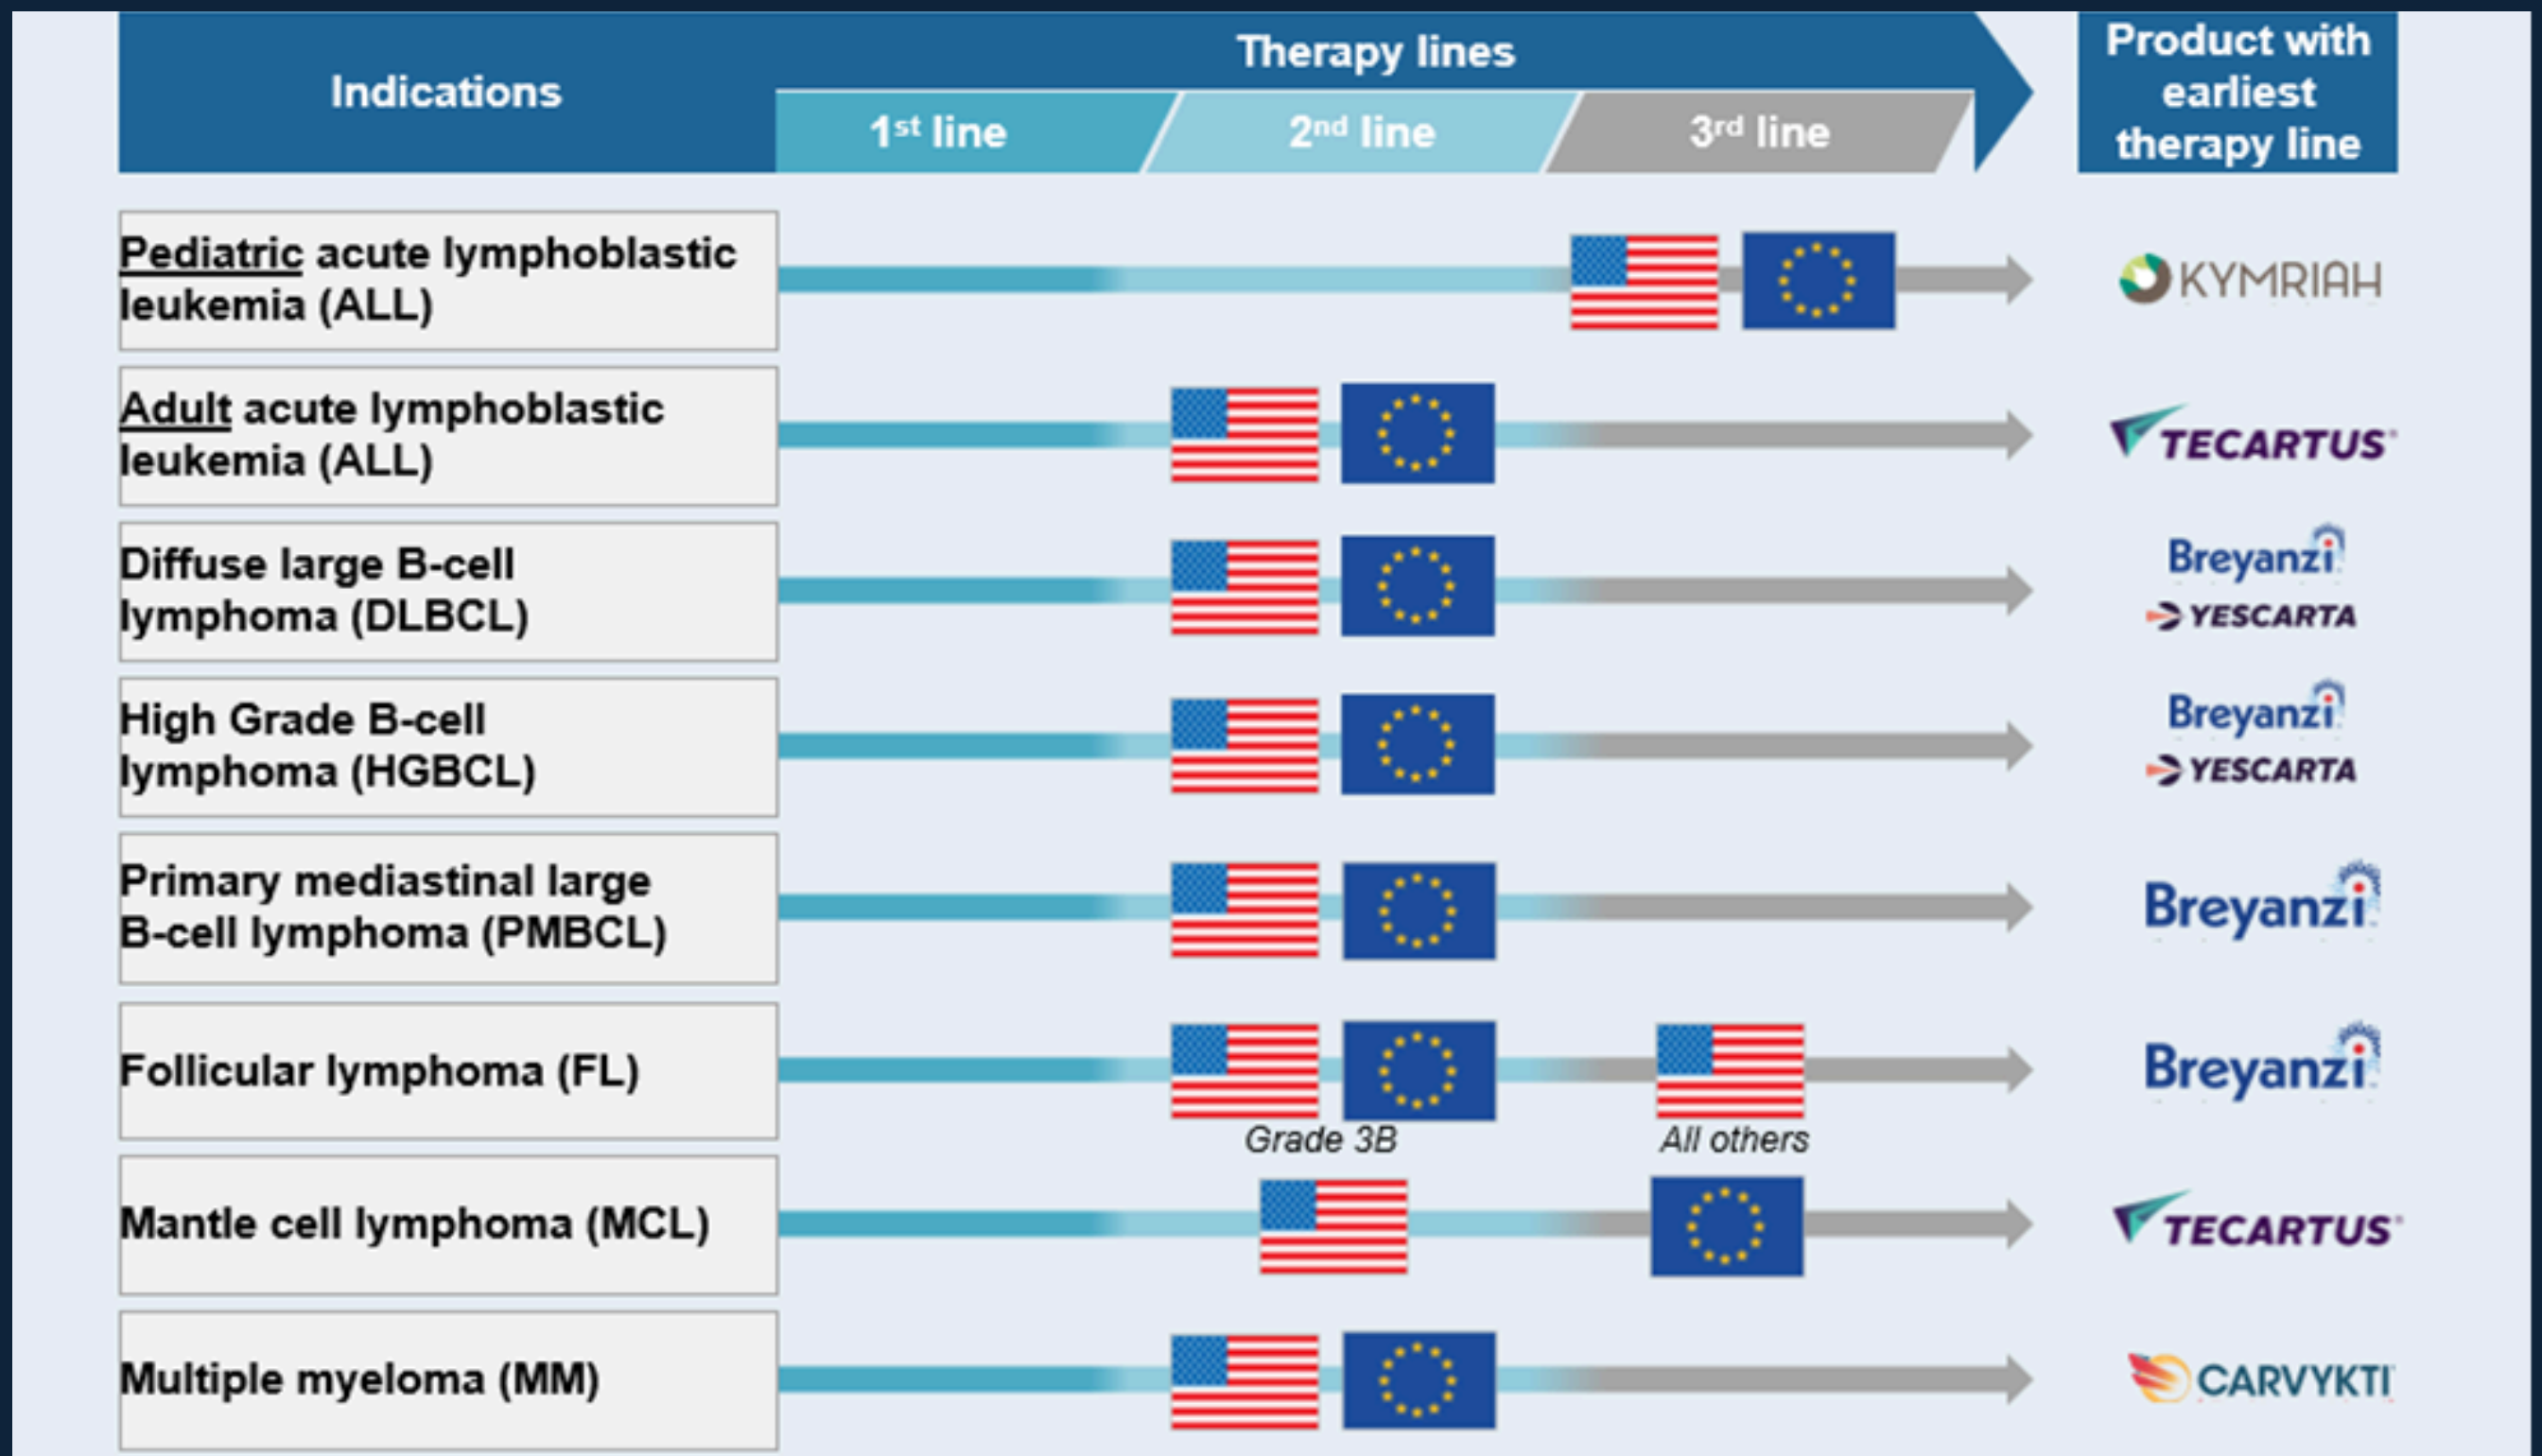 Indications
Therapy lines
1st line
2nd line
3rd line
Product with
earliest
therapy line
Pediatric acute lymphoblastic
leukemia (ALL)
KYMRIAH
Adult acute lymphoblastic
leukemia (ALL)
TECARTUS®
Diffuse large B-cell
lymphoma (DLBCL)
Breyanzi
YESCARTA
High Grade B-cell
lymphoma (HGBCL)
Breyanzi
YESCARTA
Primary mediastinal large
B-cell lymphoma (PMBCL)
Breyanzi
Follicular lymphoma (FL)
Grade 3B
All others
Breyanzi
Mantle cell lymphoma (MCL)
TECARTUS®
Multiple myeloma (MM)
CARVYKTI